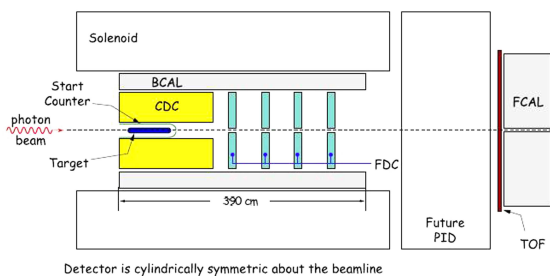 Solenoid
BCAL
Start
Counter
CDC
FCAL
photon
beam
Target
FDC
390 cm
Future
PID
TOF
Detector is cylindrically symmetric about the beamline